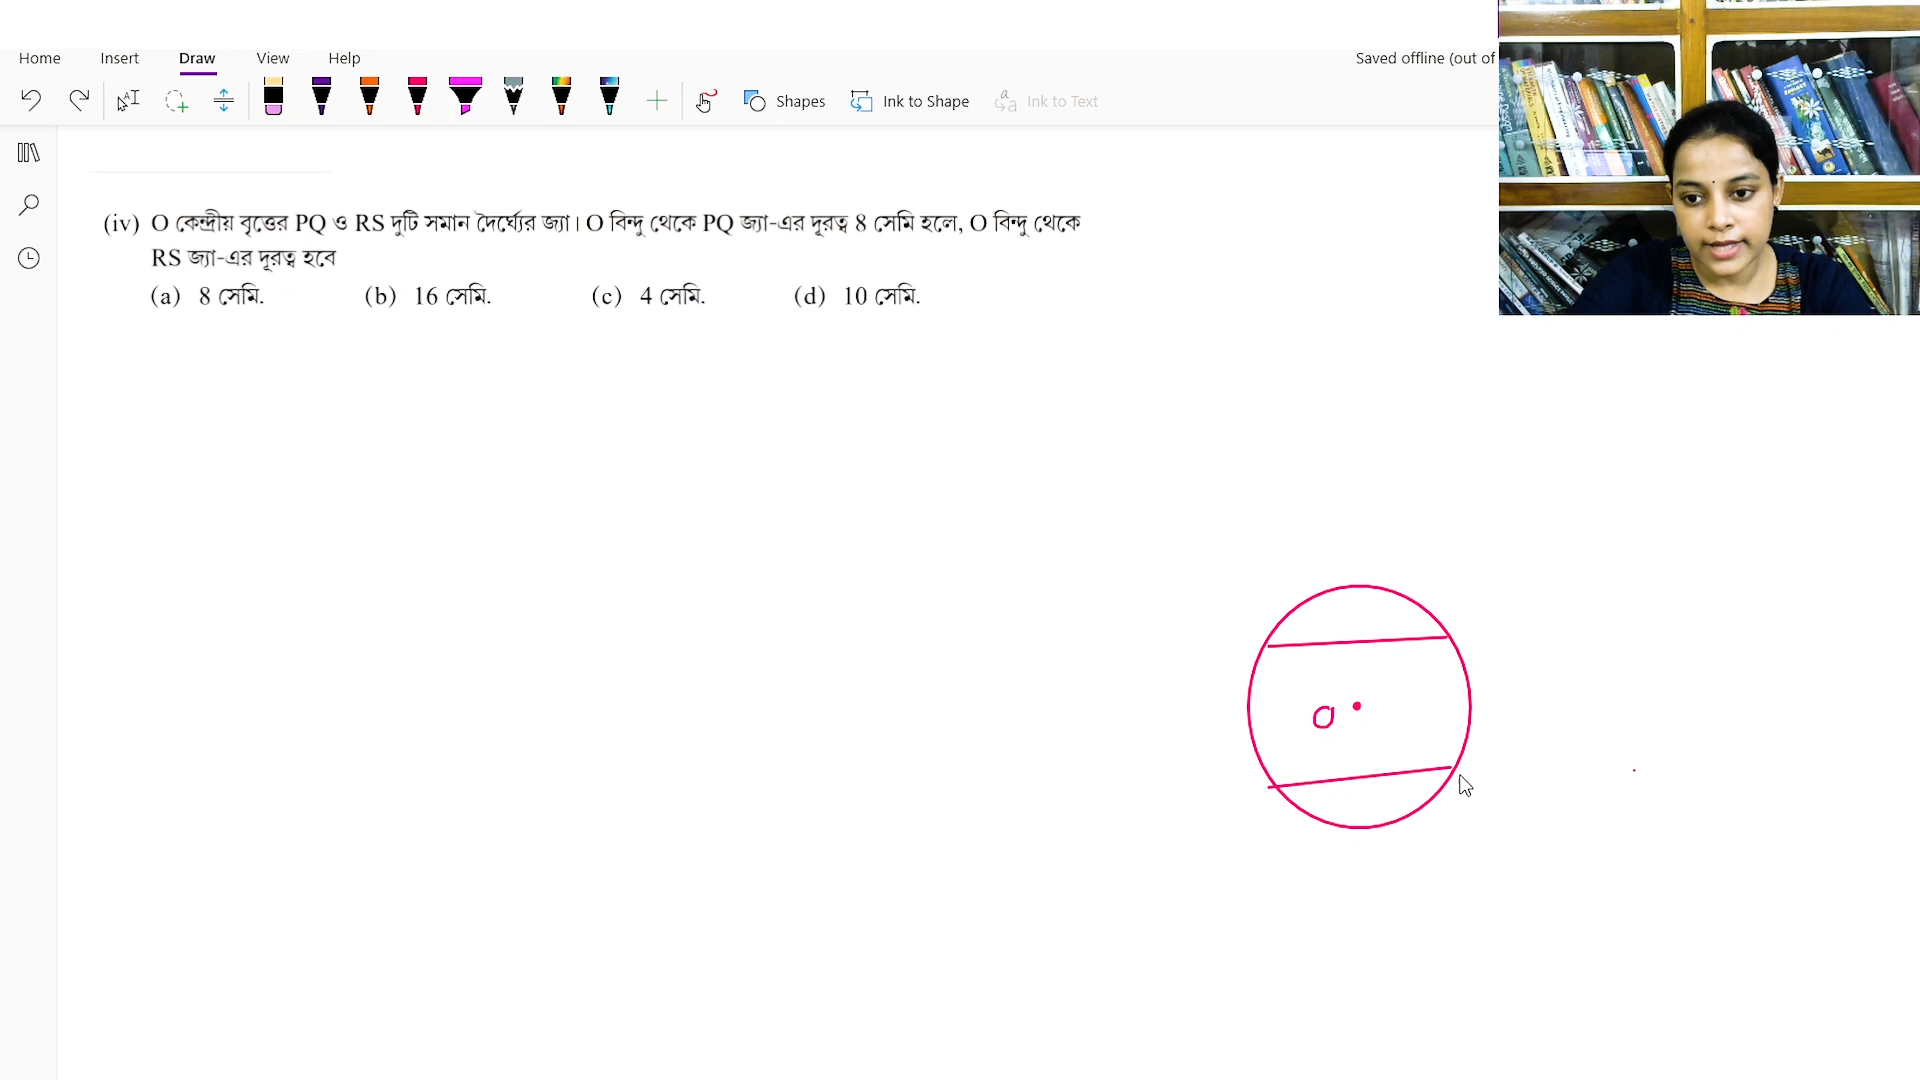 Home Insert Draw View Help Saved offline (out of
Shapes Ink to Shape Ink to Text
(iv) O কেন্দ্রীয় বৃত্তের PQ ও RS দুটি সমান দৈর্ঘ্যের জ্যা। O বিন্দু থেকে PQ জ্যা-এর দূরত্ব 8 সেমি হলে, O বিন্দু থেকে
RS জ্যা-এর দূরত্ব হবে
(a) 8 সেমি. (b) 16 সেমি. (c) 4 সেমি. (d) 10 সেমি.
O